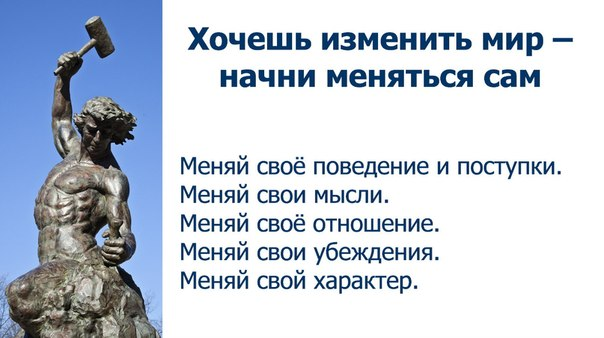 Хочешь изменить мир –
начни меняться сам
Меняй своё поведение и поступки.
Меняй свои мысли.
Меняй своё отношение.
Меняй свои убеждения.
Меняй свой характер.